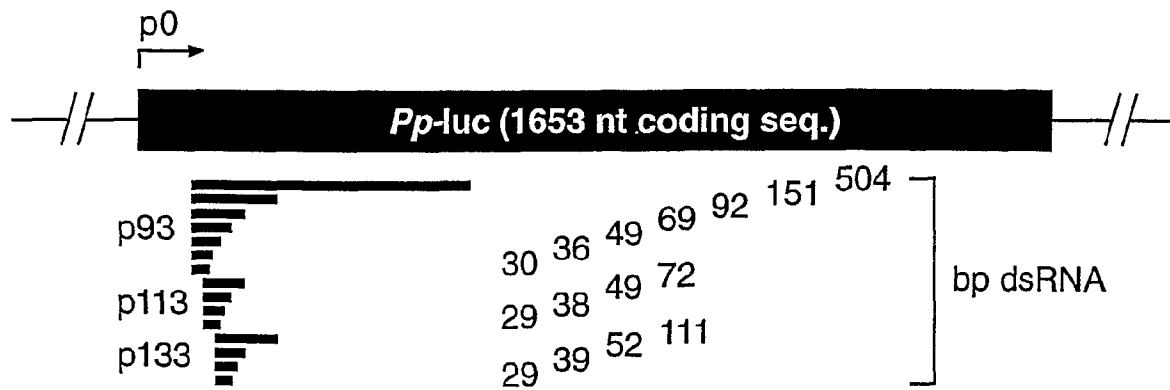 p0
Pp-luc (1653 nt coding seq.)
p93
30 36 49 69 92 151 504
p113
29 38 49 72
p133
29 39 52 111
bp dsRNA